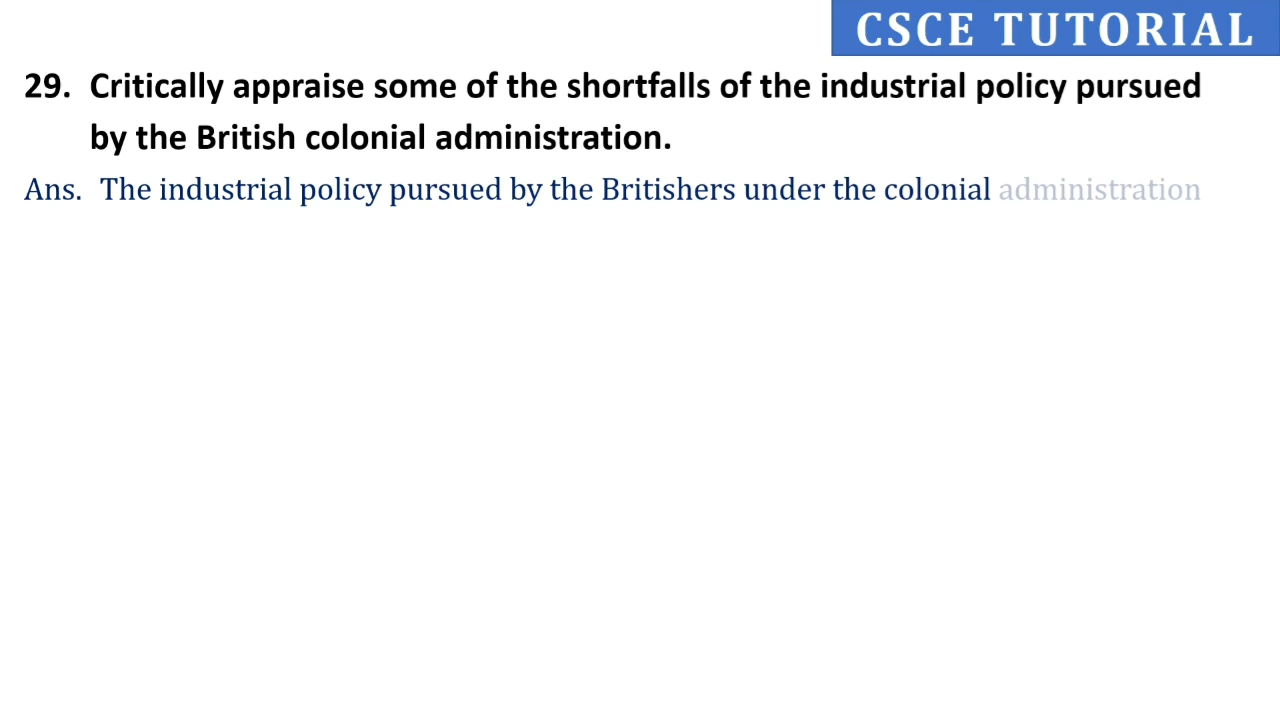 CSCE TUTORIAL
29. Critically appraise some of the shortfalls of the industrial policy pursued
by the British colonial administration.
Ans. The industrial policy pursued by the Britishers under the colonial administration